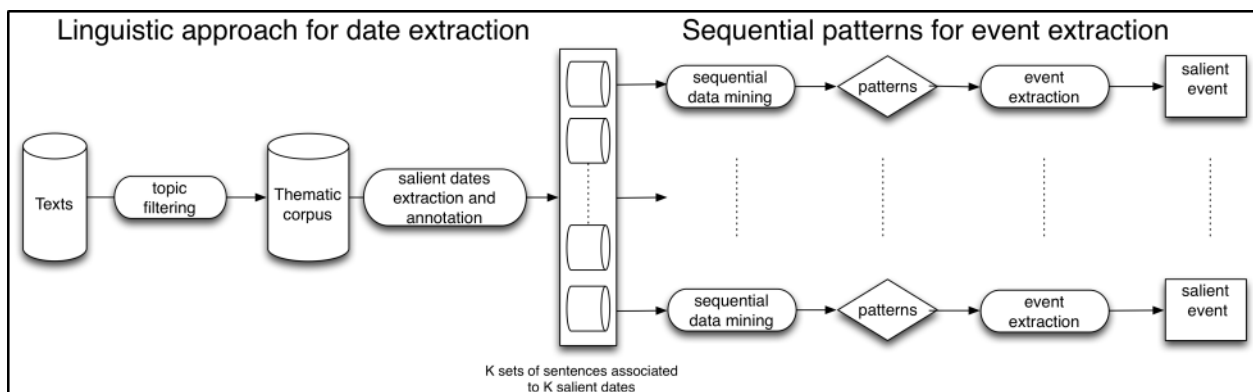 Linguistic approach for date extraction
Sequential patterns for event extraction
Texts
topic
filtering
Thematic
corpus
salient dates
extraction and
annotation
K sets of sentences associated
to K salient dates
sequential
data mining
patterns
event
extraction
salient
event
sequential
data mining
patterns
event
extraction
salient
event